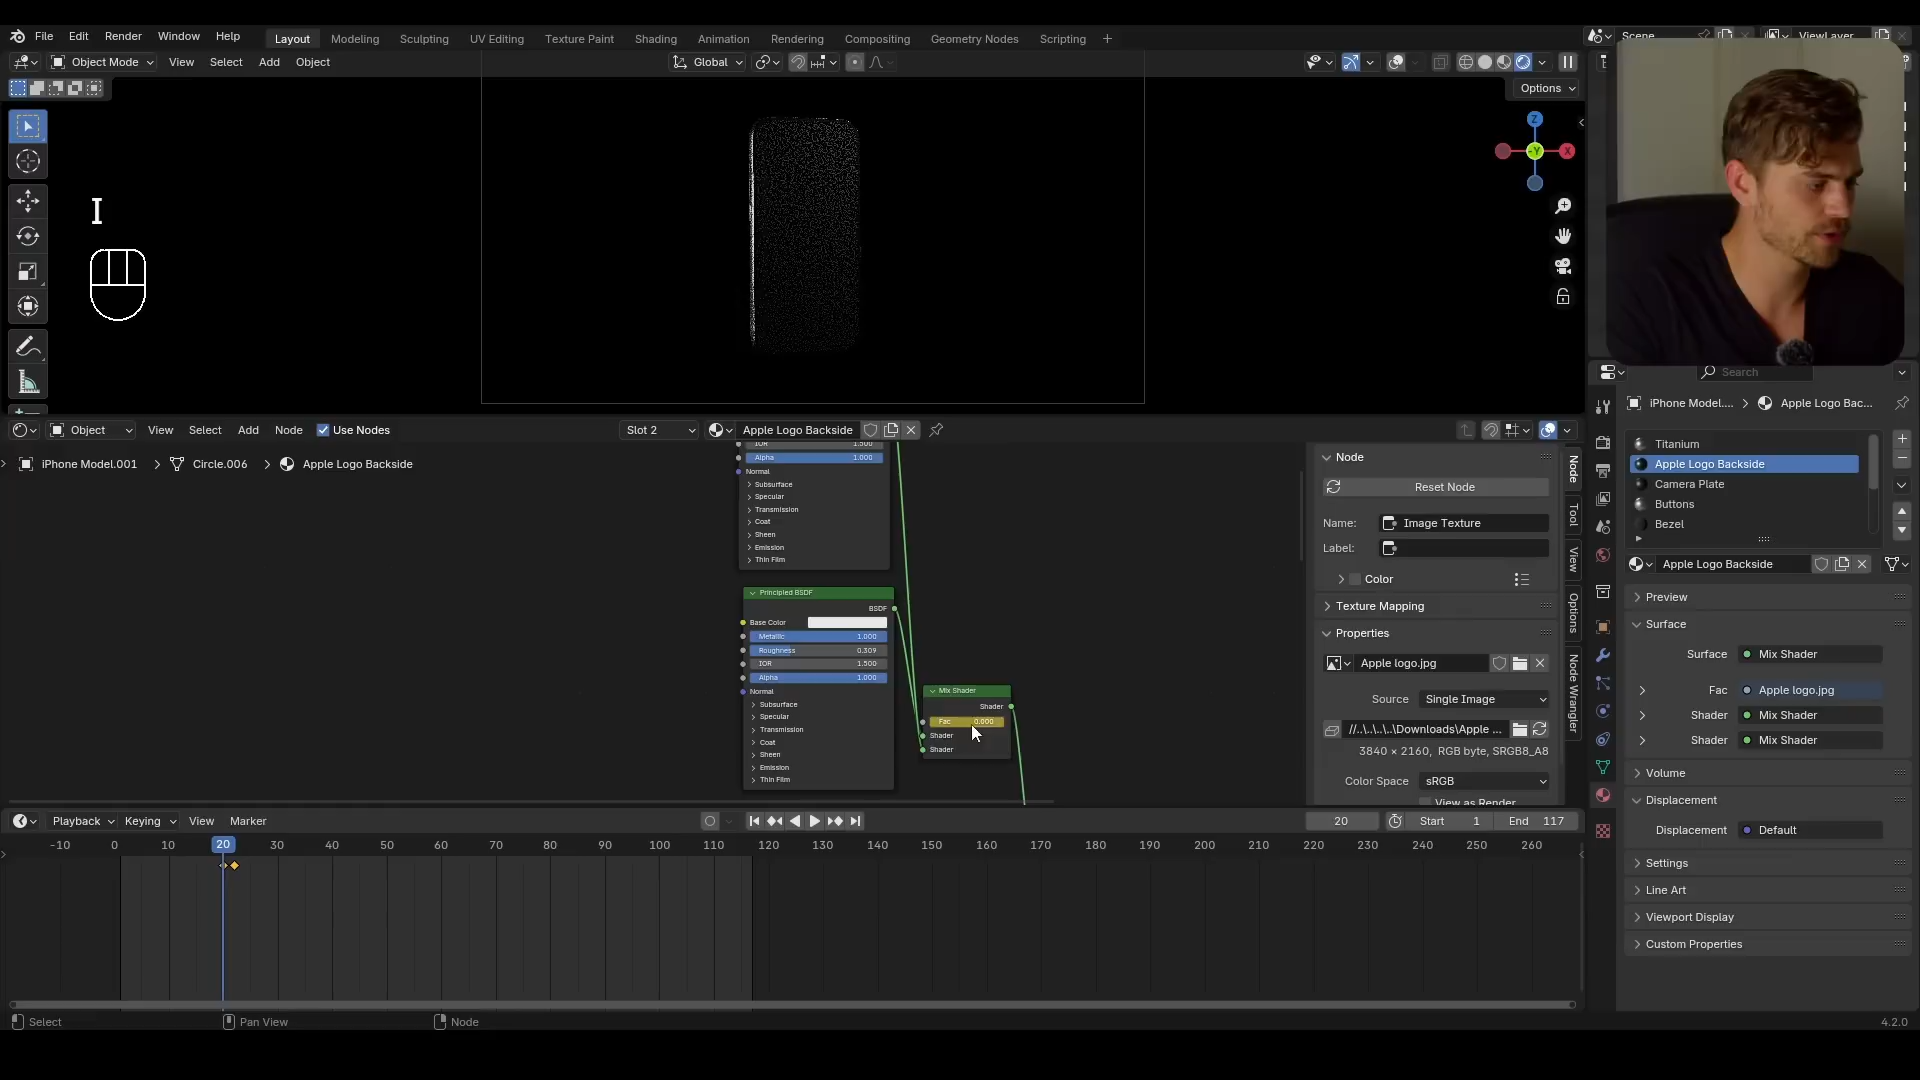 File Edit Render Window Help Layout Modeling Sculpting UV Editing Texture Paint Shading Animation Rendering Compositing Geometry Nodes Scripting + Scene ViewLayer
Object Mode View Select Add Object Global
Options
Z
-Y X
I
Search
iPhone Model.... > Apple Logo Bac...
Object View Select Add Node Use Nodes Slot 2 Apple Logo Backside
iPhone Model.001 > Circle.006 > Apple Logo Backside
IOR 1.500
Alpha 1.000
Normal
Subsurface
Specular
Transmission
Coat
Sheen
Emission
Thin Film
Principled BSDF
BSDF
Base Color
Metallic 1.000
Roughness 0.309
IOR 1.500
Alpha 1.000
Normal
Subsurface
Specular
Transmission
Coat
Sheen
Emission
Thin Film
Mix Shader
Shader
Fac 0.000
Shader
Shader
Node
Reset Node
Name: Image Texture
Label:
Color
Texture Mapping
Properties
Apple logo.jpg
Source Single Image
//..\..\..\..\Downloads\Apple ...
3840 × 2160, RGB byte, SRGB8_A8
Color Space sRGB
View as Render
Node
Tool
View
Options
Node Wrangler
Titanium
Apple Logo Backside
Camera Plate
Buttons
Bezel
Apple Logo Backside
Preview
Surface
Surface Mix Shader
Fac Apple logo.jpg
Shader Mix Shader
Shader Mix Shader
Volume
Displacement
Displacement Default
Settings
Line Art
Viewport Display
Custom Properties
Playback Keying View Marker 20 Start 1 End 117
-10 0 10 20 30 40 50 60 70 80 90 100 110 120 130 140 150 160 170 180 190 200 210 220 230 240 250 260
Select Pan View Node 4.2.0